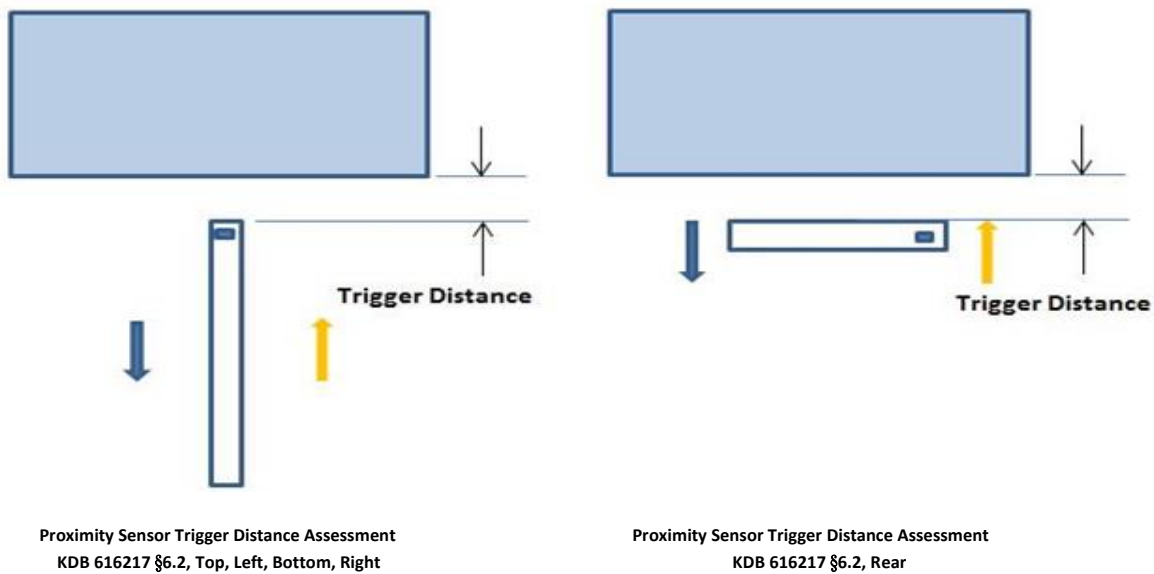 Trigger Distance
Trigger Distance
Proximity Sensor Trigger Distance Assessment
KDB 616217 §6.2, Top, Left, Bottom, Right
Proximity Sensor Trigger Distance Assessment
KDB 616217 §6.2, Rear